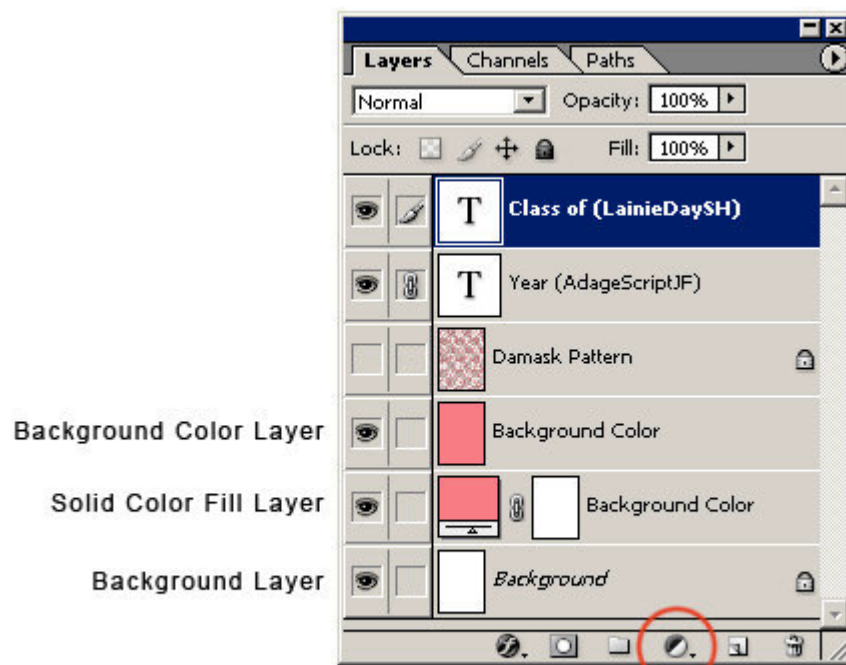 Layers Channels Paths
Normal Opacity: 100%
Lock: Fill: 100%
T Class of (LainieDaySH)
T Year (AdageScriptJF)
Damask Pattern
Background Color Layer Background Color
Solid Color Fill Layer Background Color
Background Layer Background